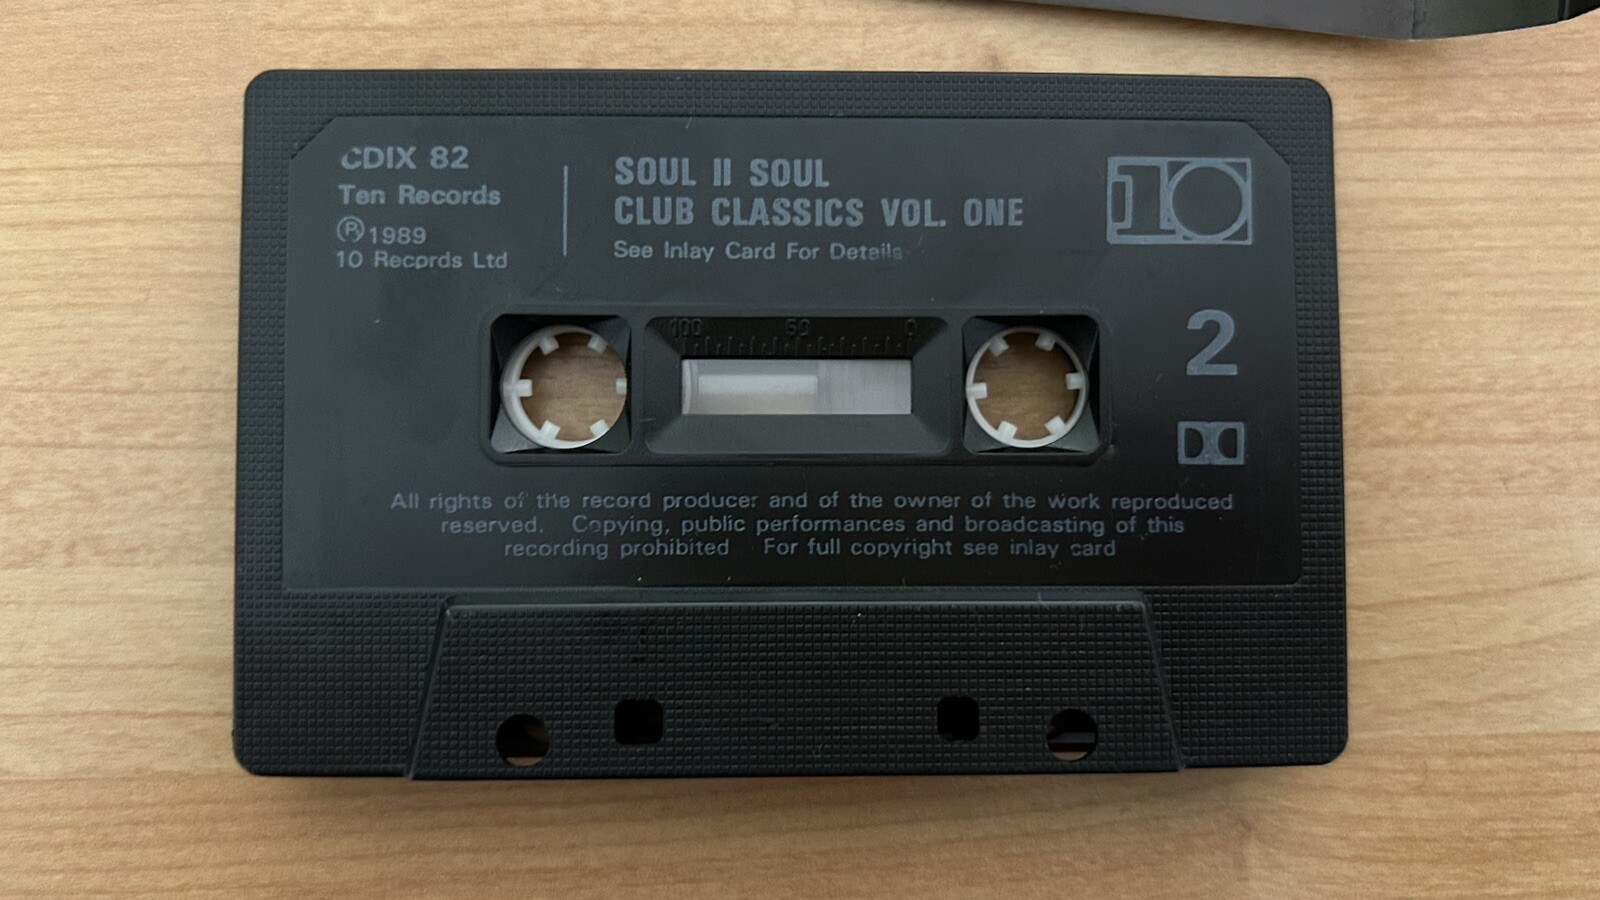 CDIX 82
Ten Records
Ⓟ 1989
10 Records Ltd
SOUL II SOUL
CLUB CLASSICS VOL. ONE
See Inlay Card For Details
10
100 50 0
2
All rights of the record producer and of the owner of the work reproduced
reserved. Copying, public performances and broadcasting of this
recording prohibited For full copyright see inlay card